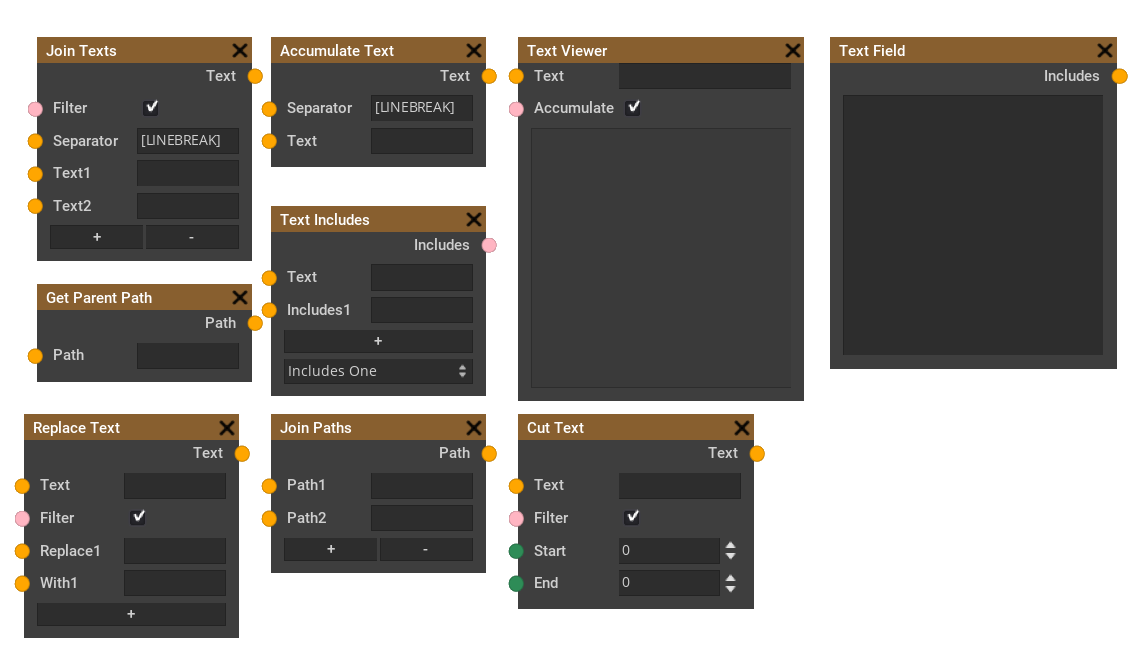 Join Texts
Text
Filter
Separator [LINEBREAK]
Text1
Text2
+ -
Accumulate Text
Text
Separator [LINEBREAK]
Text
Text Viewer
Text
Accumulate
Text Field
Includes
Text Includes
Includes
Text
Includes1
+
Includes One
Get Parent Path
Path
Path
Replace Text
Text
Text
Filter
Replace1
With1
+
Join Paths
Path
Path1
Path2
+ -
Cut Text
Text
Text
Filter
Start 0
End 0